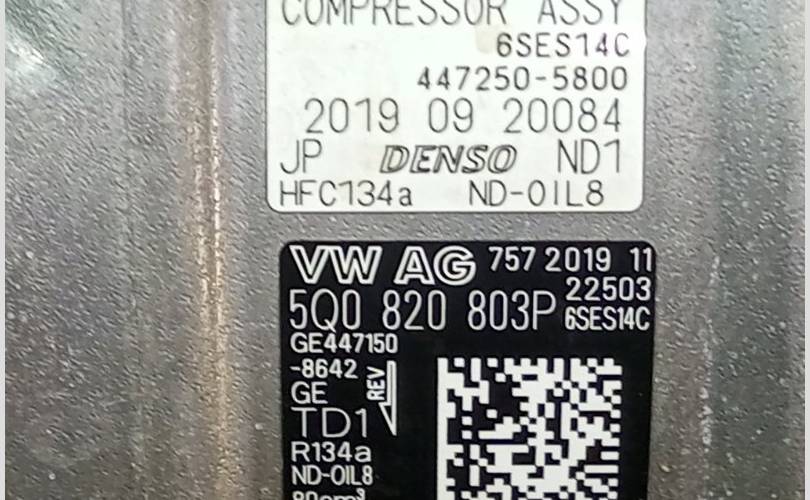 COMPRESSOR ASSY
6SES14C
447250-5800
2019 09 20084
JP DENSO ND1
HFC134a ND-OIL8
VW AG 757 2019 11
22503
5Q0 820 803P 6SES14C
GE447150
-8642
REV
GE
TD1
R134a
ND-OIL8
80cm³